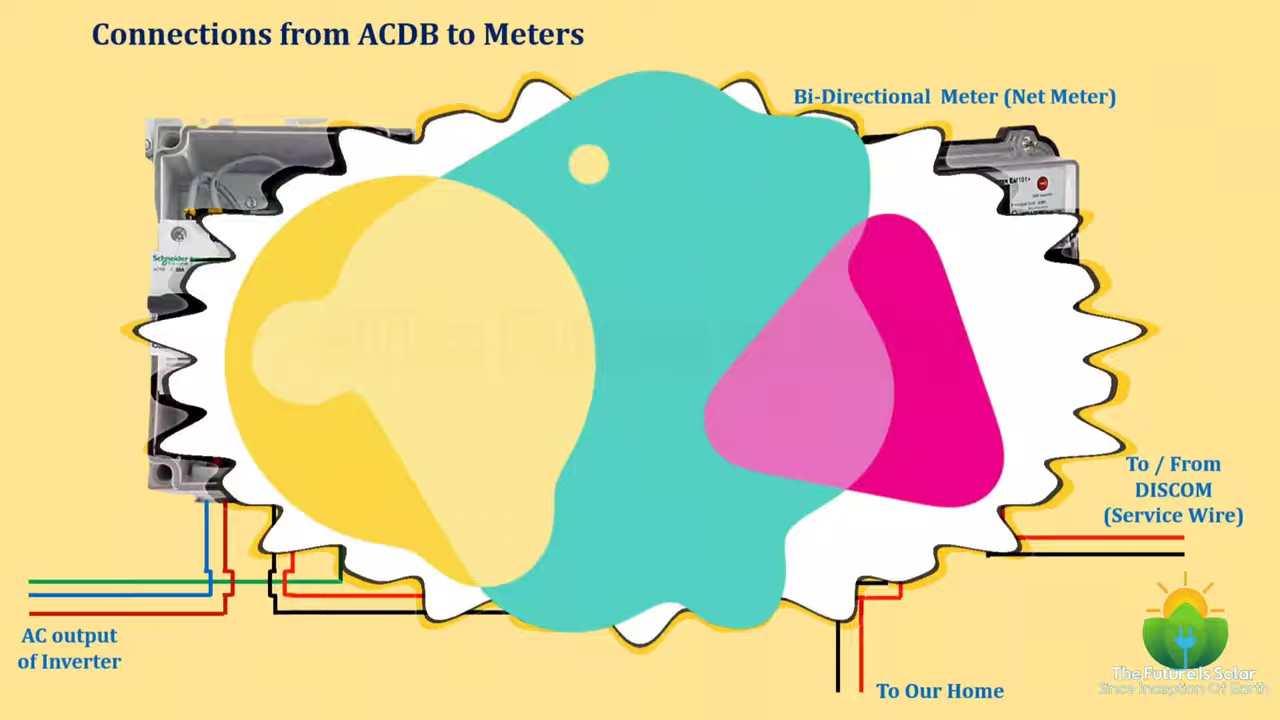 Connections from ACDB to Meters
Bi-Directional Meter (Net Meter)
Schneider
To / From
DISCOM
(Service Wire)
AC output
of Inverter
To Our Home
The Future Is Solar
Since Inception Of Earth